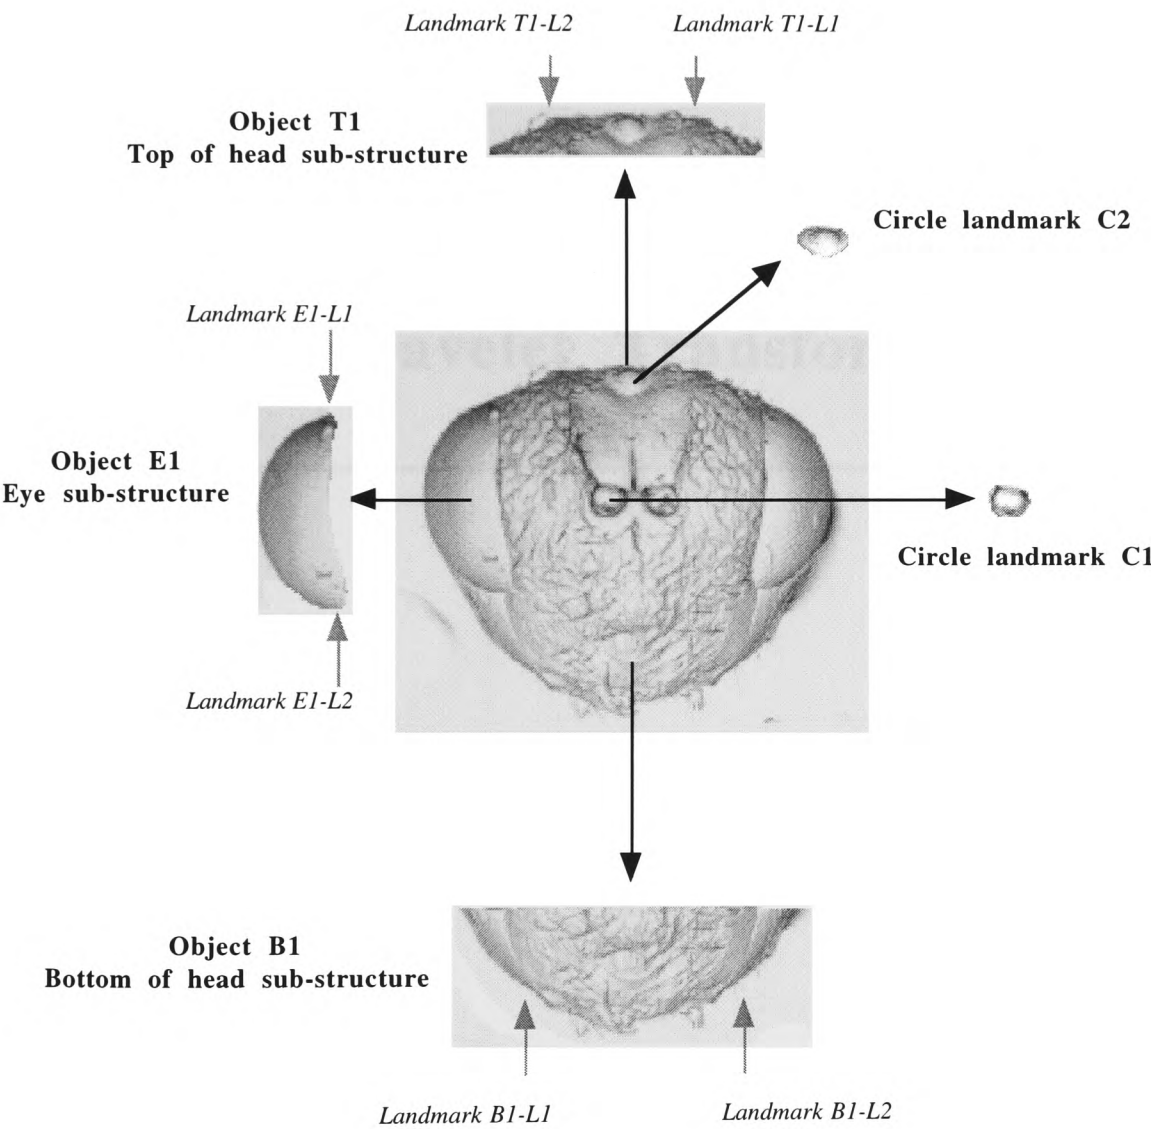 Landmark T1-L2
Landmark T1-L1
Object T1
Top of head sub-structure
Circle landmark C2
Landmark E1-L1
Object E1
Eye sub-structure
Circle landmark C1
Landmark E1-L2
Object B1
Bottom of head sub-structure
Landmark B1-L1
Landmark B1-L2